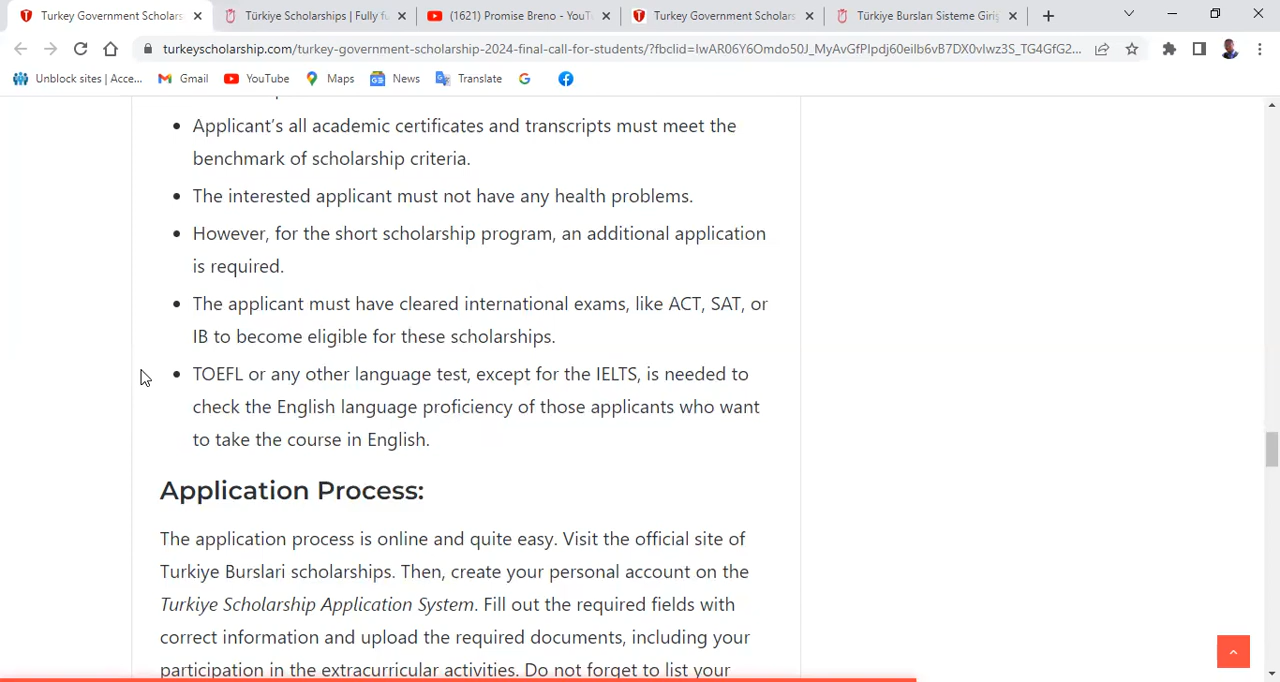 Turkey Government Scholars
Türkiye Scholarships | Fully f
(1621) Promise Breno - YouT
Turkey Government Scholars
Türkiye Bursları Sisteme Giriş
turkeyscholarship.com/turkey-government-scholarship-2024-final-call-for-students/?fbclid=IwAR06Y6Omdo50J_MyAvGfPIpdj60eilb6vB7DX0vlwz3S_TG4GfG2...
Unblock sites | Acce...
Gmail
YouTube
Maps
News
Translate
Applicant’s all academic certificates and transcripts must meet the
benchmark of scholarship criteria.
The interested applicant must not have any health problems.
However, for the short scholarship program, an additional application
is required.
The applicant must have cleared international exams, like ACT, SAT, or
IB to become eligible for these scholarships.
TOEFL or any other language test, except for the IELTS, is needed to
check the English language proficiency of those applicants who want
to take the course in English.
Application Process:
The application process is online and quite easy. Visit the official site of
Turkiye Burslari scholarships. Then, create your personal account on the
Turkiye Scholarship Application System. Fill out the required fields with
correct information and upload the required documents, including your
participation in the extracurricular activities. Do not forget to list your